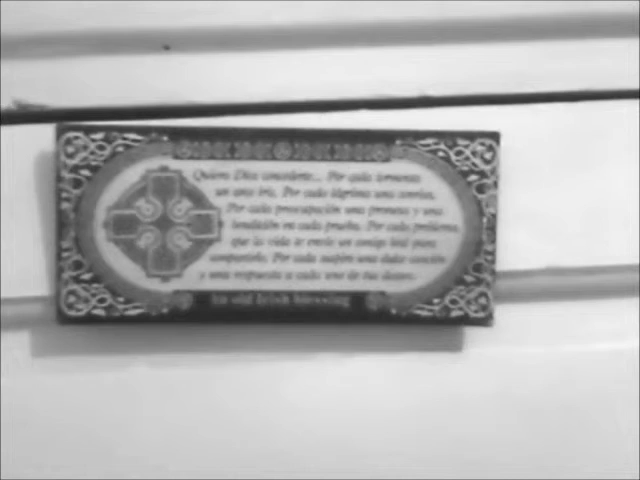 Quiera Dios concederte... Por cada tormenta
un arco iris, Por cada lágrima una sonrisa,
Por cada preocupación una promesa y una
bendición en cada prueba. Por cada problema,
que la vida te envíe un amigo leal para
compartirlo, Por cada suspiro una dulce canción
y una respuesta a cada uno de tus deseos.
An old Irish blessing